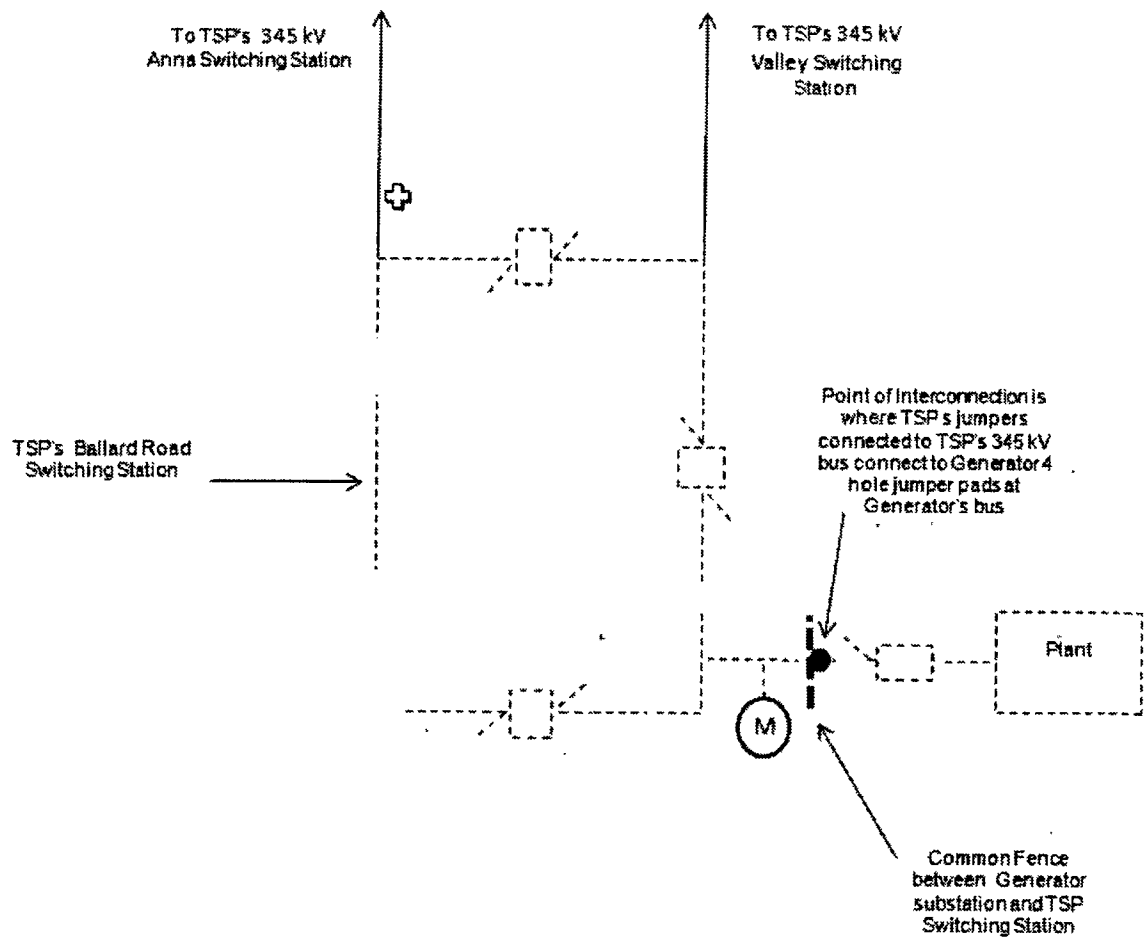 To TSP's 345 kV
Anna Switching Station
To TSP's 345 kV
Valley Switching
Station
Point of Interconnection is
where TSP s jumpers
connected to TSP's 345 kV
bus connect to Generator 4
hole jumper pads at
Generator's bus
TSP's Ballard Road
Switching Station
Plant
M
Common Fence
between Generator
substation and TSP
Switching Station